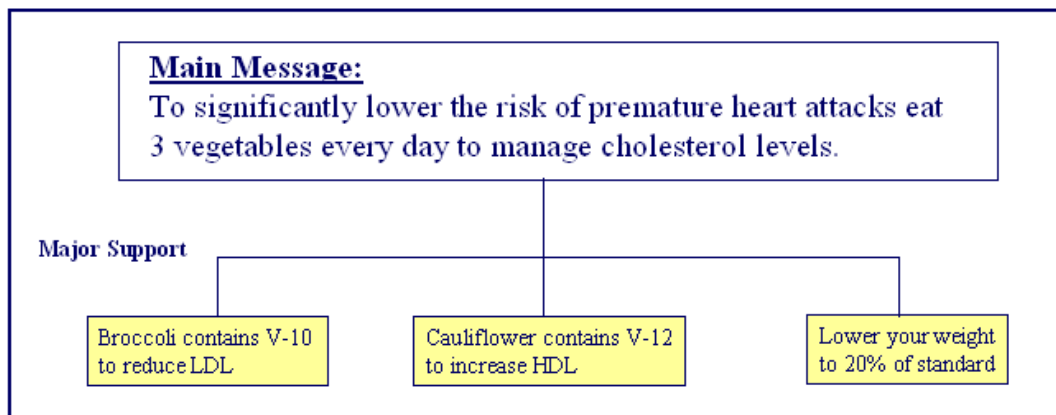 Main Message:
To significantly lower the risk of premature heart attacks eat
3 vegetables every day to manage cholesterol levels.
Major Support
Broccoli contains V-10
to reduce LDL
Cauliflower contains V-12
to increase HDL
Lower your weight
to 20% of standard